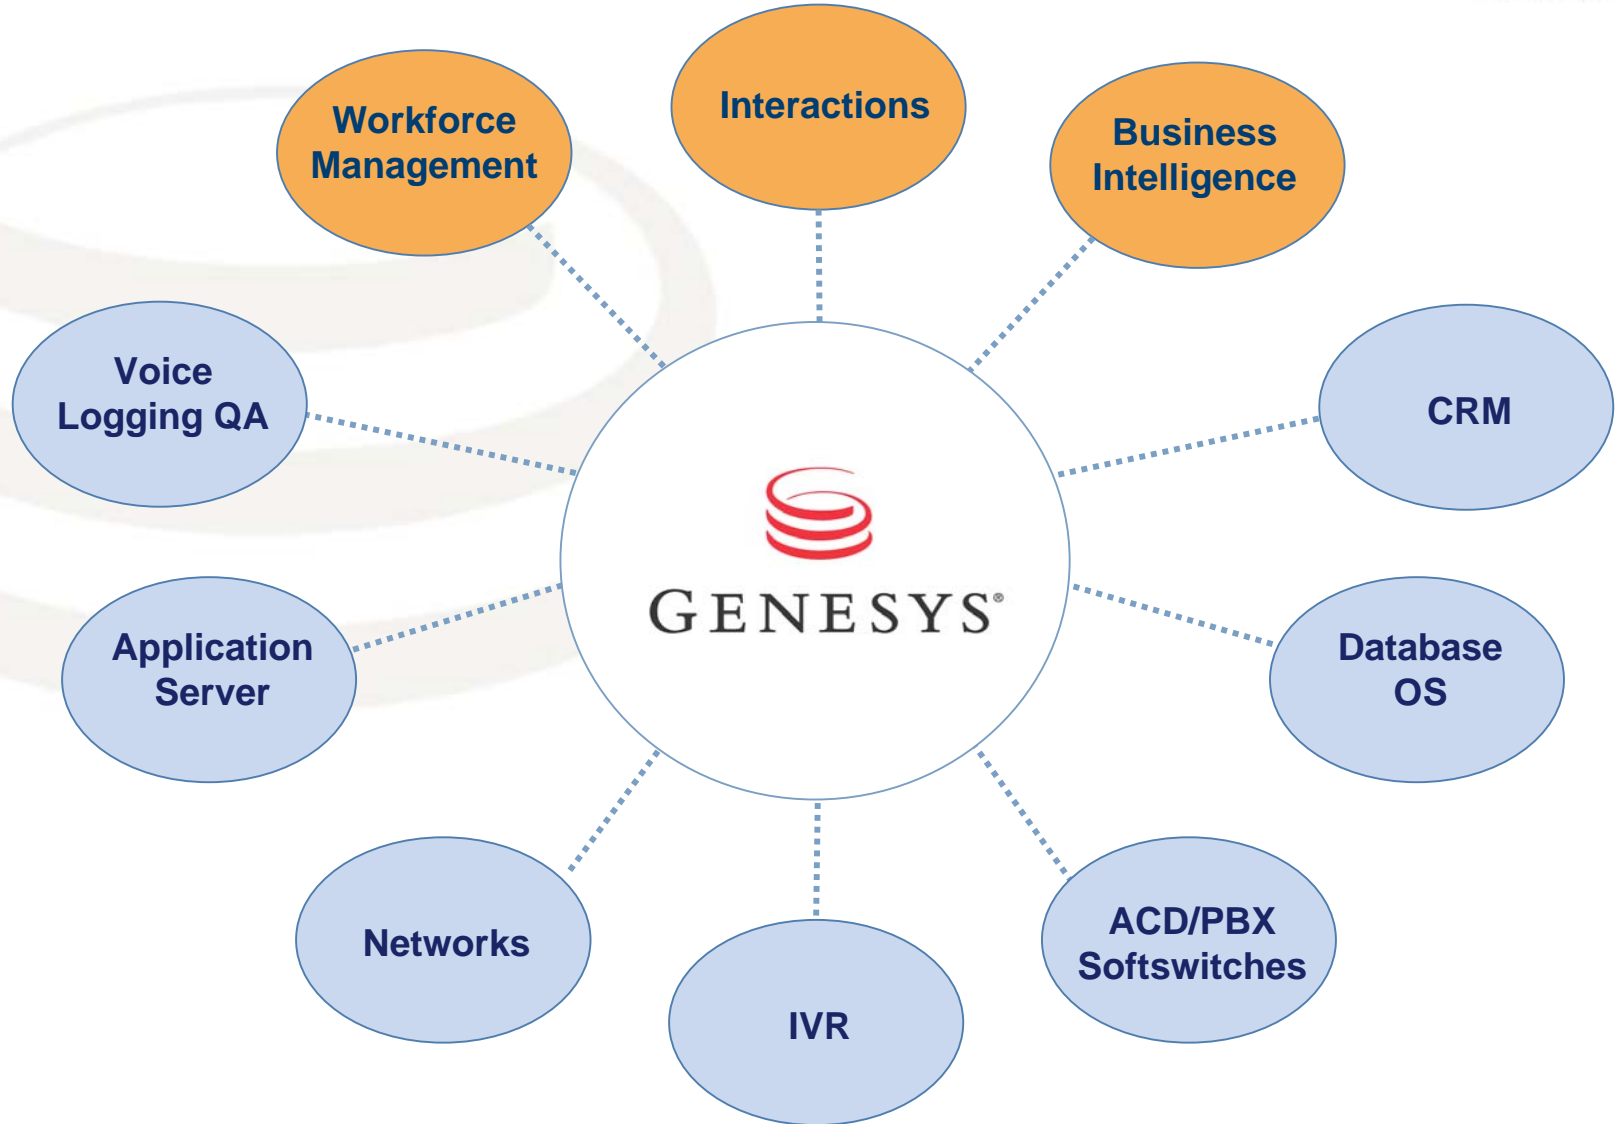 Interactions
Workforce
Management
Business
Intelligence
Voice
Logging QA
CRM
GENESYS®
Application
Server
Database
OS
Networks
ACD/PBX
Softswitches
IVR